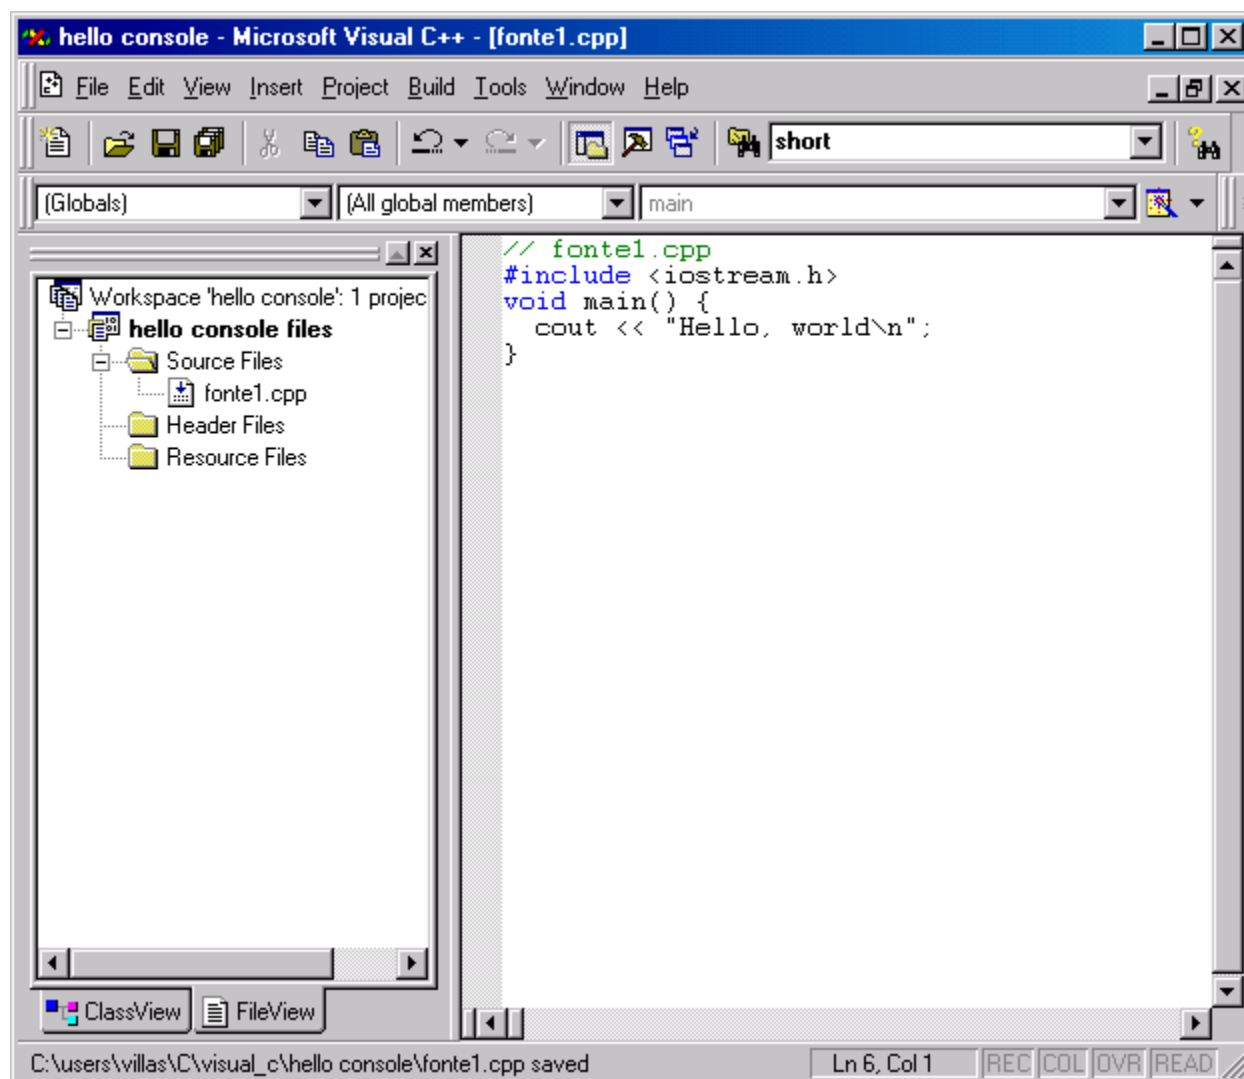 hello console - Microsoft Visual C++ - [fonte1.cpp]
File Edit View Insert Project Build Tools Window Help
short
(Globals) (All global members) main
Workspace 'hello console': 1 projec
hello console files
Source Files
fonte1.cpp
Header Files
Resource Files
ClassView FileView
// fonte1.cpp
#include <iostream.h>
void main() {
  cout << "Hello, world\n";
}
C:\users\villas\C\visual_c\hello console\fonte1.cpp saved Ln 6, Col 1 REC COL OVR READ